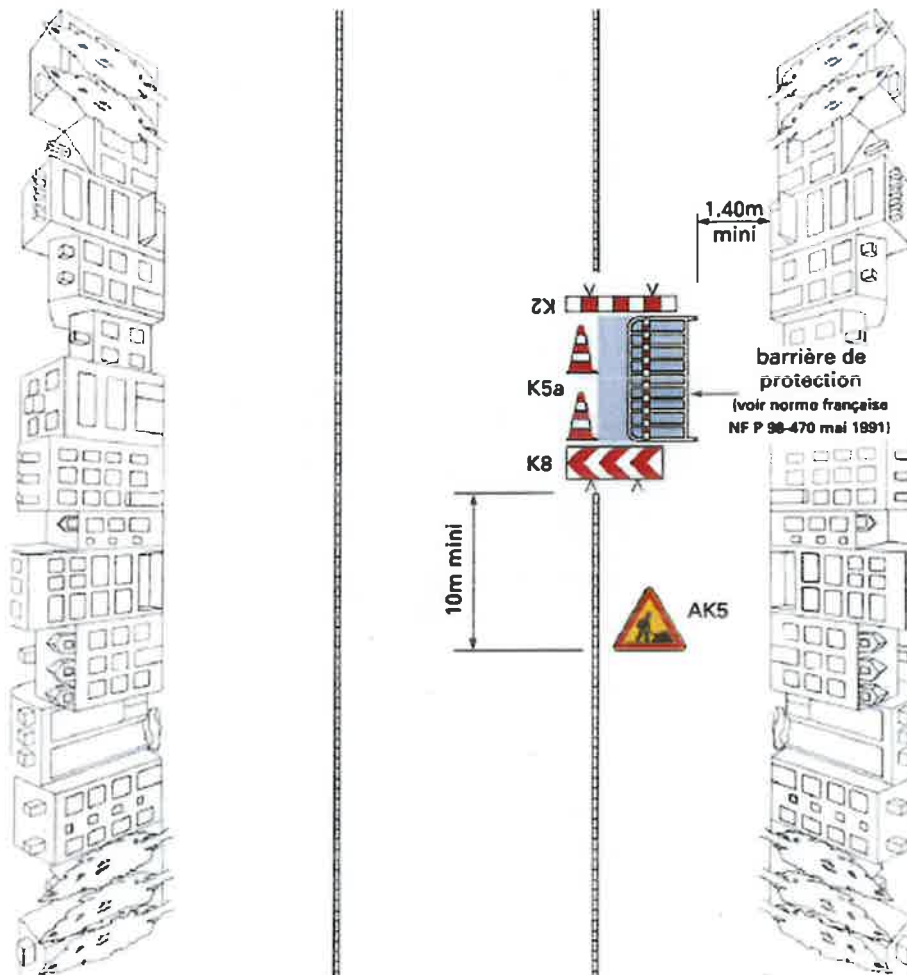 1.40m
mini
K2
K5a
barrière de
protection
(voir norme française
NF P 98-470 mai 1991)
K8
10m mini
AK5